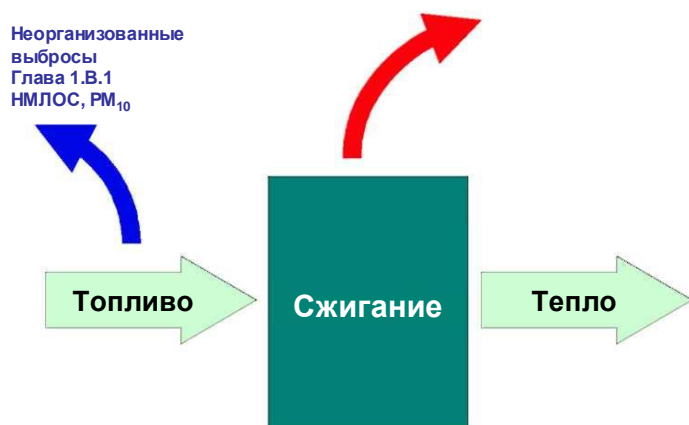 Неорганизованные
выбросы
Глава 1.B.1
НМЛОС, PM₁₀
Топливо
Сжигание
Тепло